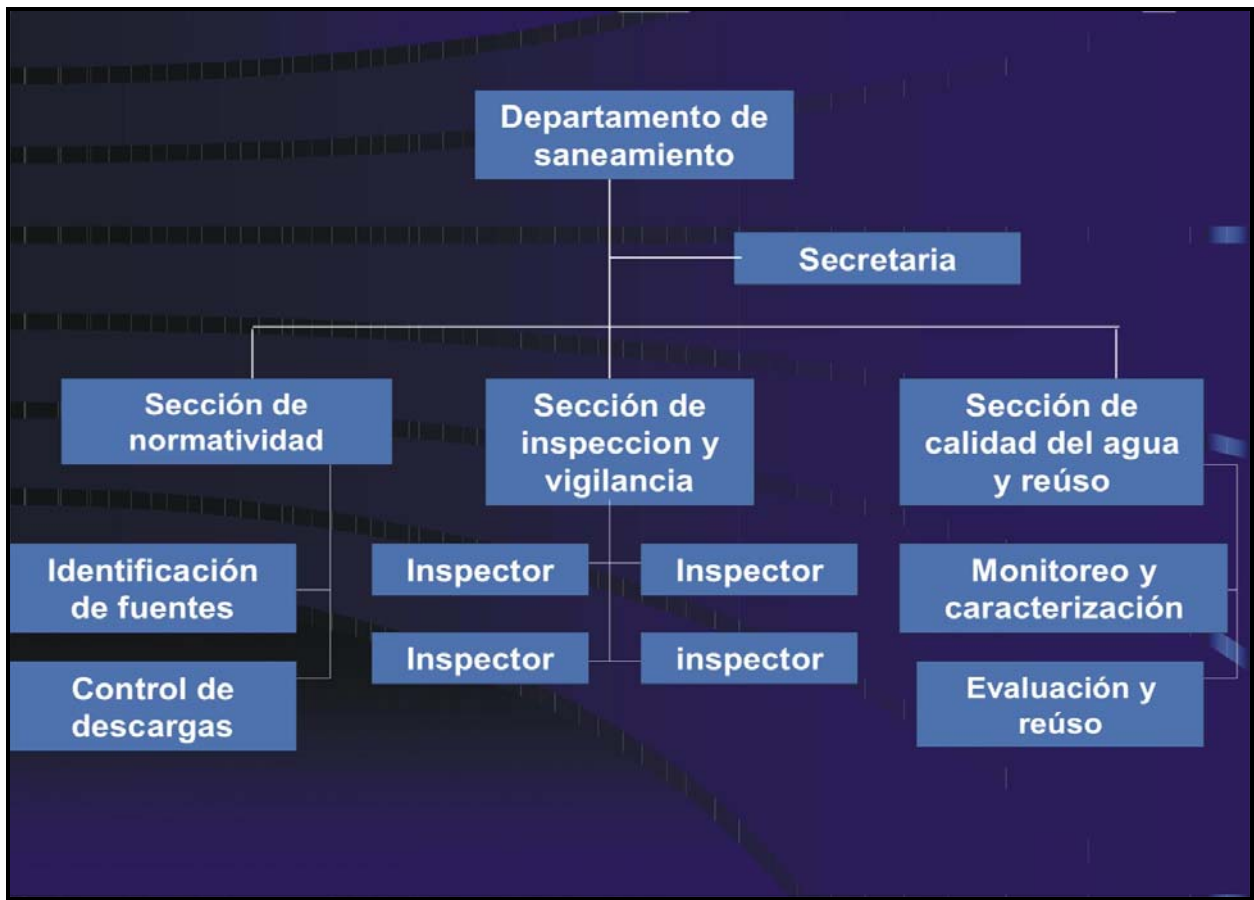 Departamento de
saneamiento
Secretaria
Sección de
normatividad
Sección de
inspeccion y
vigilancia
Sección de
calidad del agua
y reúso
Identificación
de fuentes
Inspector
Inspector
Monitoreo y
caracterización
Inspector
inspector
Control de
descargas
Evaluación y
reúso